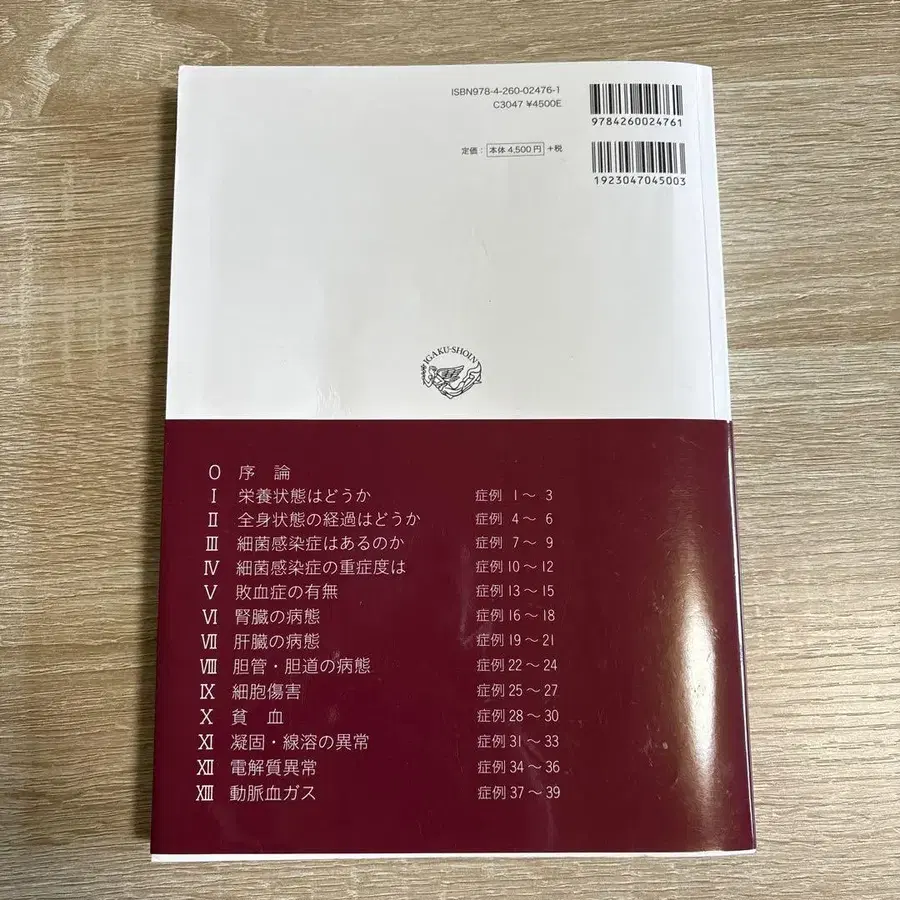 ISBN978-4-260-02476-1
C3047 ¥4500E
9784260024761
定価： 本体 4,500 円 +税
1923047045003
IGAKU-SHOIN
0 序 論
Ⅰ 栄養状態はどうか 症例 1～ 3
Ⅱ 全身状態の経過はどうか 症例 4～ 6
Ⅲ 細菌感染症はあるのか 症例 7～ 9
Ⅳ 細菌感染症の重症度は 症例 10～12
Ⅴ 敗血症の有無 症例 13～15
Ⅵ 腎臓の病態 症例 16～18
Ⅶ 肝臓の病態 症例 19～21
Ⅷ 胆管・胆道の病態 症例 22～24
Ⅸ 細胞傷害 症例 25～27
Ⅹ 貧 血 症例 28～30
Ⅺ 凝固・線溶の異常 症例 31～33
Ⅻ 電解質異常 症例 34～36
XIII 動脈血ガス 症例 37～39